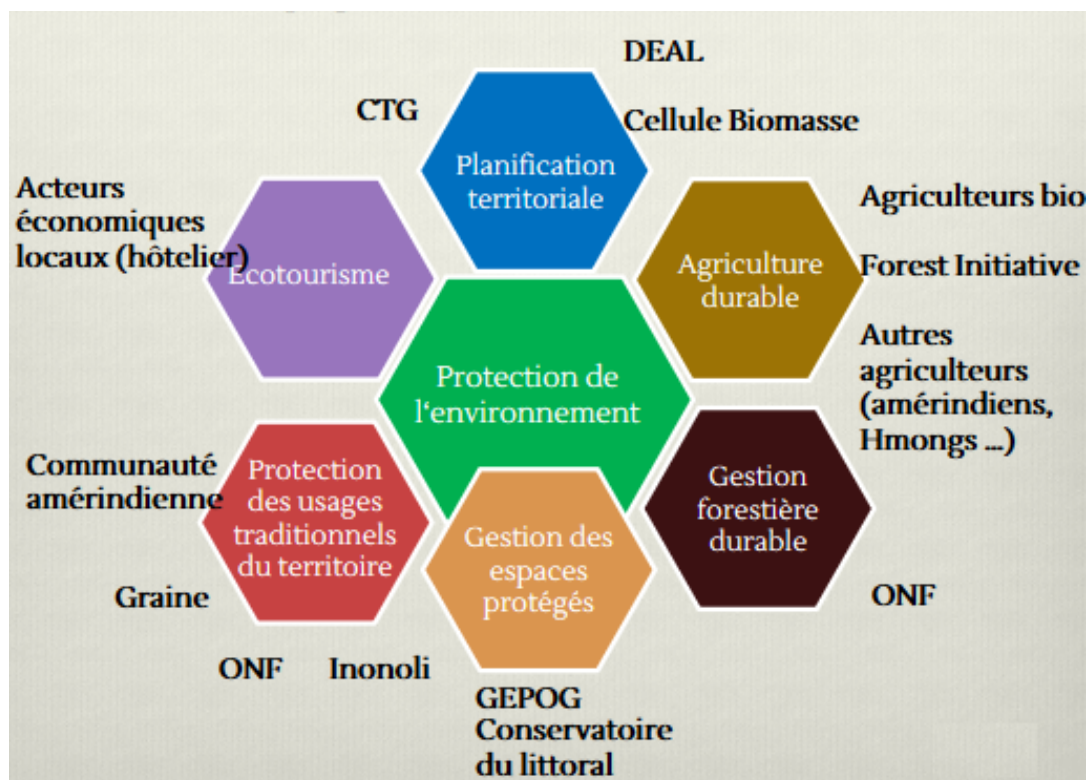 DEAL
CTG
Cellule Biomasse
Planification
territoriale
Acteurs
économiques
locaux (hôtelier)
Ecotourisme
Agriculteurs bio
Forest Initiative
Agriculture
durable
Autres
agriculteurs
(amérindiens,
Hmongs ...)
Protection de
l'environnement
Communauté
amérindienne
Protection
des usages
traditionnels
du territoire
Gestion des
espaces
protégés
Gestion
forestière
durable
Graine
ONF
ONF
Inonoli
GEPOG
Conservatoire
du littoral